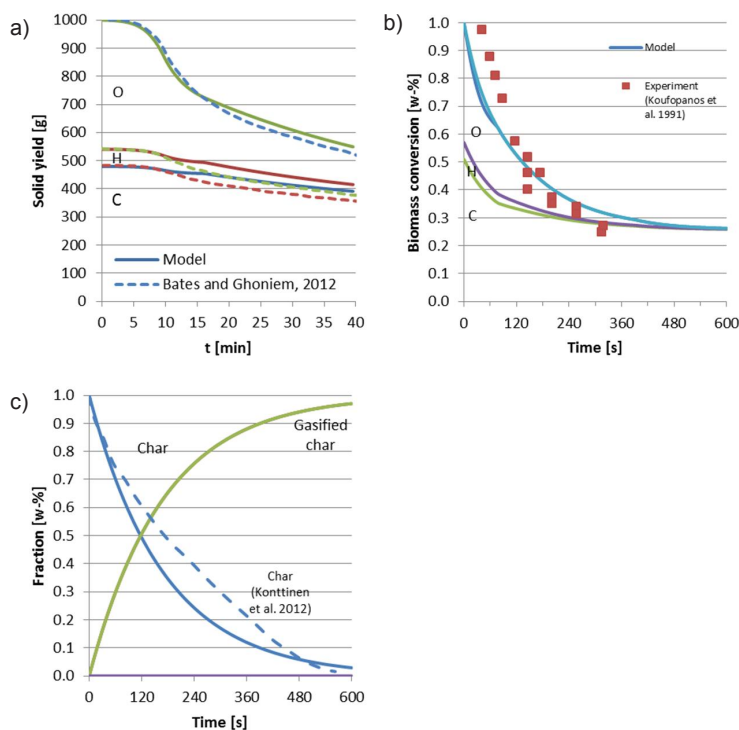 a)
1000
900
800
700
600
500
400
300
200
100
0
Solid yield [g]
O
H
C
Model
Bates and Ghoniem, 2012
0 5 10 15 20 25 30 35 40
t [min]
b)
1.0
0.9
0.8
0.7
0.6
0.5
0.4
0.3
0.2
0.1
0.0
Biomass conversion [w-%]
Model
Experiment
(Koufopanos et
al. 1991)
O
H
C
0 120 240 360 480 600
Time [s]
c)
1.0
0.9
0.8
0.7
0.6
0.5
0.4
0.3
0.2
0.1
0.0
Fraction [w-%]
Char
Gasified
char
Char
(Konttinen
et al. 2012)
0 120 240 360 480 600
Time [s]